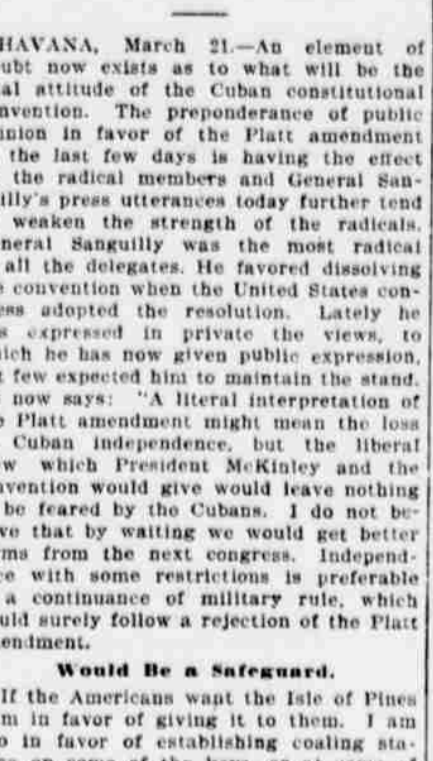 HAVANA, March 21.—An element of
ubt now exists as to what will be the
al attitude of the Cuban constitutional
nvention. The preponderance of public
inion in favor of the Platt amendment
the last few days is having the effect
the radical members and General San-
illy's press utterances today further tend
weaken the strength of the radicals.
eneral Sanguilly was the most radical
all the delegates. He favored dissolving
e convention when the United States con-
ess adopted the resolution. Lately he
s expressed in private the views, to
hich he has now given public expression,
t few expected him to maintain the stand.
now says: "A literal interpretation of
e Platt amendment might mean the loss
Cuban independence, but the liberal
w which President McKinley and the
nvention would give would leave nothing
be feared by the Cubans. I do not be-
ve that by waiting we would get better
rms from the next congress. Independ-
ce with some restrictions is preferable
a continuance of military rule, which
uld surely follow a rejection of the Platt
endment.
Would Be a Safeguard.
If the Americans want the Isle of Pines
m in favor of giving it to them. I am
o in favor of establishing coaling sta-